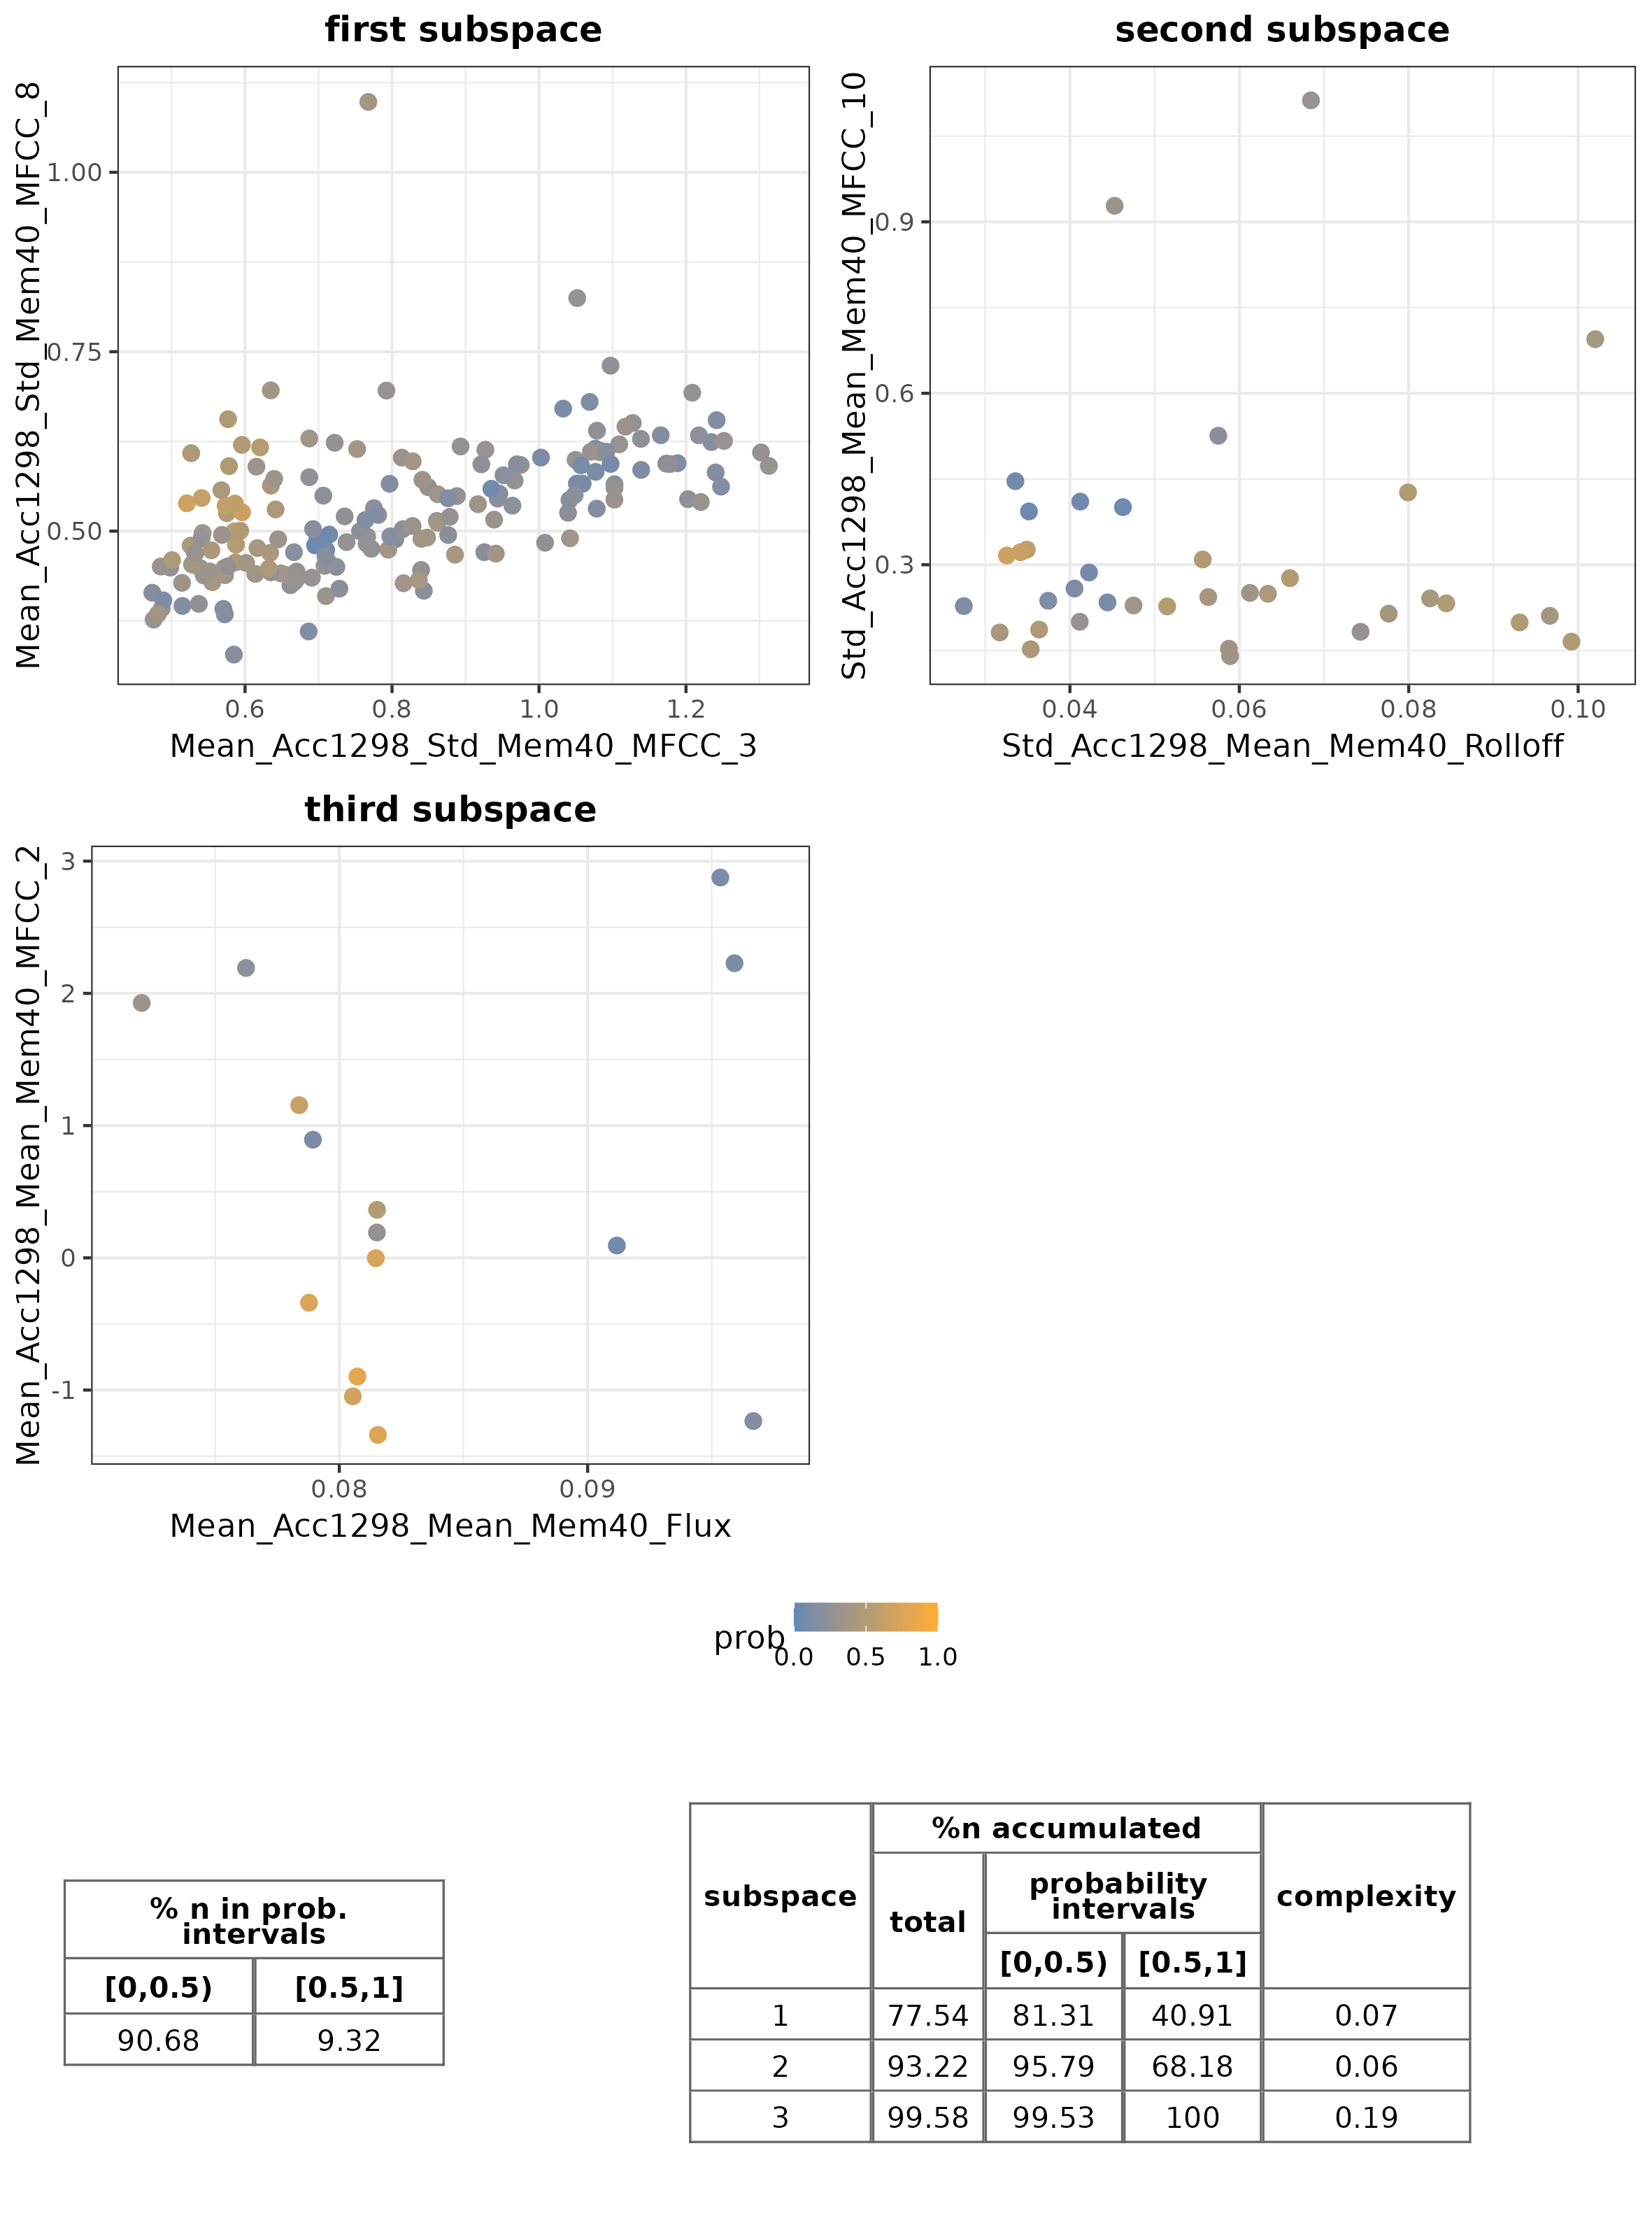 first subspace
Mean_Acc1298_Std_Mem40_MFCC_8
1.00
0.75
0.50
0.6 0.8 1.0 1.2
Mean_Acc1298_Std_Mem40_MFCC_3
second subspace
Std_Acc1298_Mean_Mem40_MFCC_10
0.9
0.6
0.3
0.04 0.06 0.08 0.10
Std_Acc1298_Mean_Mem40_Rolloff
third subspace
Mean_Acc1298_Mean_Mem40_MFCC_2
3
2
1
0
-1
0.08 0.09
Mean_Acc1298_Mean_Mem40_Flux
prob
0.0 0.5 1.0
% n in prob.
intervals
[0,0.5) [0.5,1]
90.68 9.32
%n accumulated
subspace total probability
intervals complexity
[0,0.5) [0.5,1]
1 77.54 81.31 40.91 0.07
2 93.22 95.79 68.18 0.06
3 99.58 99.53 100 0.19